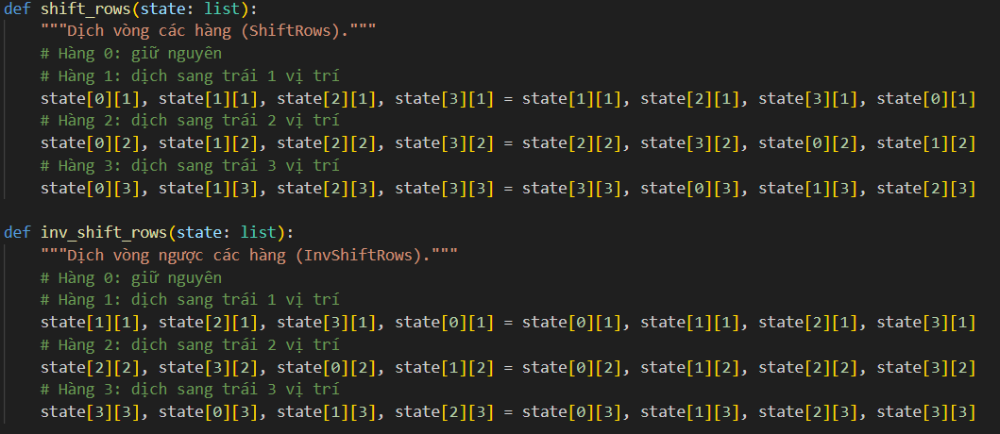 def shift_rows(state: list):
    """Dịch vòng các hàng (ShiftRows)."""
    # Hàng 0: giữ nguyên
    # Hàng 1: dịch sang trái 1 vị trí
    state[0][1], state[1][1], state[2][1], state[3][1] = state[1][1], state[2][1], state[3][1], state[0][1]
    # Hàng 2: dịch sang trái 2 vị trí
    state[0][2], state[1][2], state[2][2], state[3][2] = state[2][2], state[3][2], state[0][2], state[1][2]
    # Hàng 3: dịch sang trái 3 vị trí
    state[0][3], state[1][3], state[2][3], state[3][3] = state[3][3], state[0][3], state[1][3], state[2][3]

def inv_shift_rows(state: list):
    """Dịch vòng ngược các hàng (InvShiftRows)."""
    # Hàng 0: giữ nguyên
    # Hàng 1: dịch sang trái 1 vị trí
    state[1][1], state[2][1], state[3][1], state[0][1] = state[0][1], state[1][1], state[2][1], state[3][1]
    # Hàng 2: dịch sang trái 2 vị trí
    state[2][2], state[3][2], state[0][2], state[1][2] = state[0][2], state[1][2], state[2][2], state[3][2]
    # Hàng 3: dịch sang trái 3 vị trí
    state[3][3], state[0][3], state[1][3], state[2][3] = state[0][3], state[1][3], state[2][3], state[3][3]